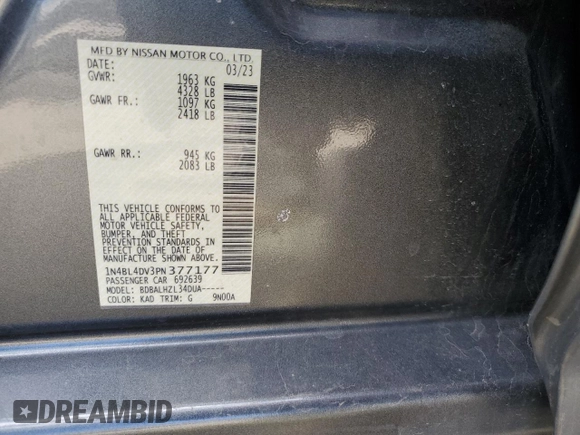 MFD BY NISSAN MOTOR CO., LTD.
DATE: 03/23
GVWR: 1963 KG
4328 LB
GAWR FR.: 1097 KG
2418 LB
GAWR RR.: 945 KG
2083 LB
THIS VEHICLE CONFORMS TO
ALL APPLICABLE FEDERAL
MOTOR VEHICLE SAFETY,
BUMPER, AND THEFT
PREVENTION STANDARDS IN
EFFECT ON THE DATE OF
MANUFACTURE SHOWN ABOVE.
1N4BL4DV3PN377177
PASSENGER CAR 692639
MODEL: BDBALHZL34DUA-----
COLOR: KAD TRIM: G 9N00A
DREAMBID